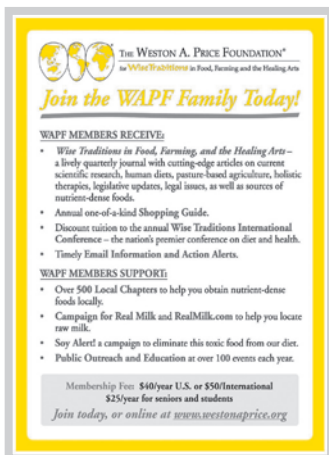 THE WESTON A. PRICE FOUNDATION®
for Wise Traditions in Food, Farming and the Healing Arts
Join the WAPF Family Today!
WAPF MEMBERS RECEIVE:
• Wise Traditions in Food, Farming, and the Healing Arts –
a lively quarterly journal with cutting-edge articles on current
scientific research, human diets, pasture-based agriculture, holistic
therapies, legislative updates, legal issues, as well as sources of
nutrient-dense foods.
• Annual one-of-a-kind Shopping Guide.
• Discount tuition to the annual Wise Traditions International
Conference – the nation's premier conference on diet and health.
• Timely Email Information and Action Alerts.
WAPF MEMBERS SUPPORT:
• Over 500 Local Chapters to help you obtain nutrient-dense
foods locally.
• Campaign for Real Milk and RealMilk.com to help you locate
raw milk.
• Soy Alert! a campaign to eliminate this toxic food from our diet.
• Public Outreach and Education at over 100 events each year.
Membership Fee: $40/year U.S. or $50/International
$25/year for seniors and students
Join today, or online at www.westonaprice.org